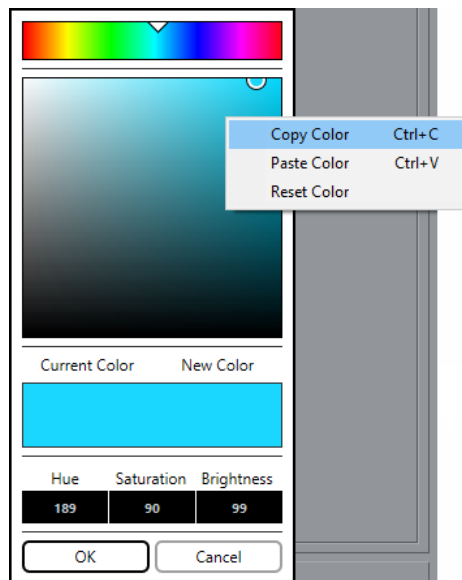 Copy Color Ctrl+C
Paste Color Ctrl+V
Reset Color
Current Color New Color
Hue Saturation Brightness
189 90 99
OK Cancel